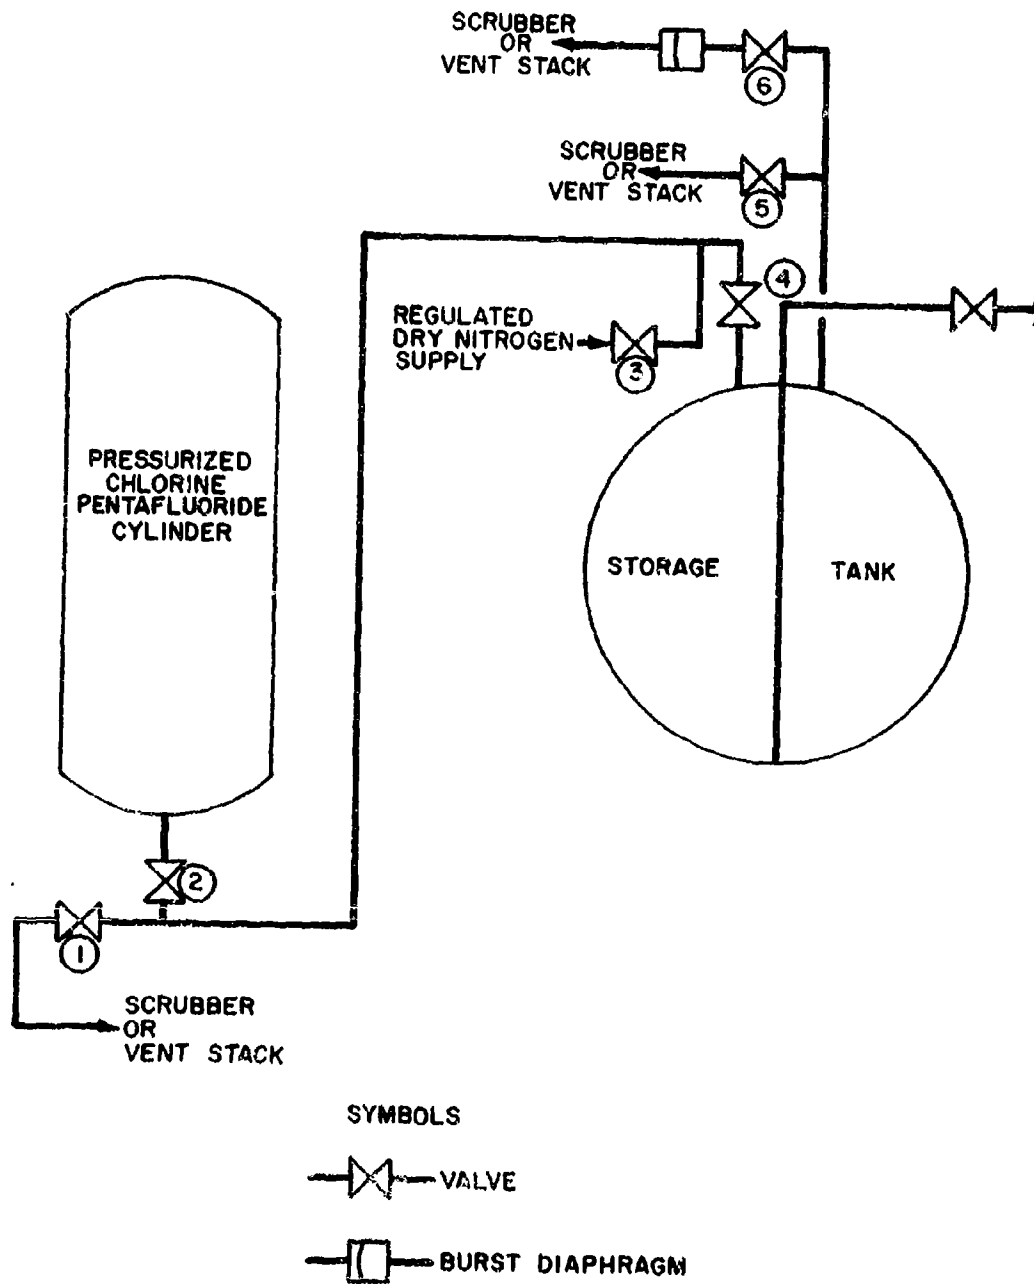 SCRUBBER
OR
VENT STACK
6
SCRUBBER
OR
VENT STACK
5
4
REGULATED
DRY NITROGEN
SUPPLY
3
PRESSURIZED
CHLORINE
PENTAFLUORIDE
CYLINDER
STORAGE TANK
2
1
SCRUBBER
OR
VENT STACK
SYMBOLS
VALVE
BURST DIAPHRAGM